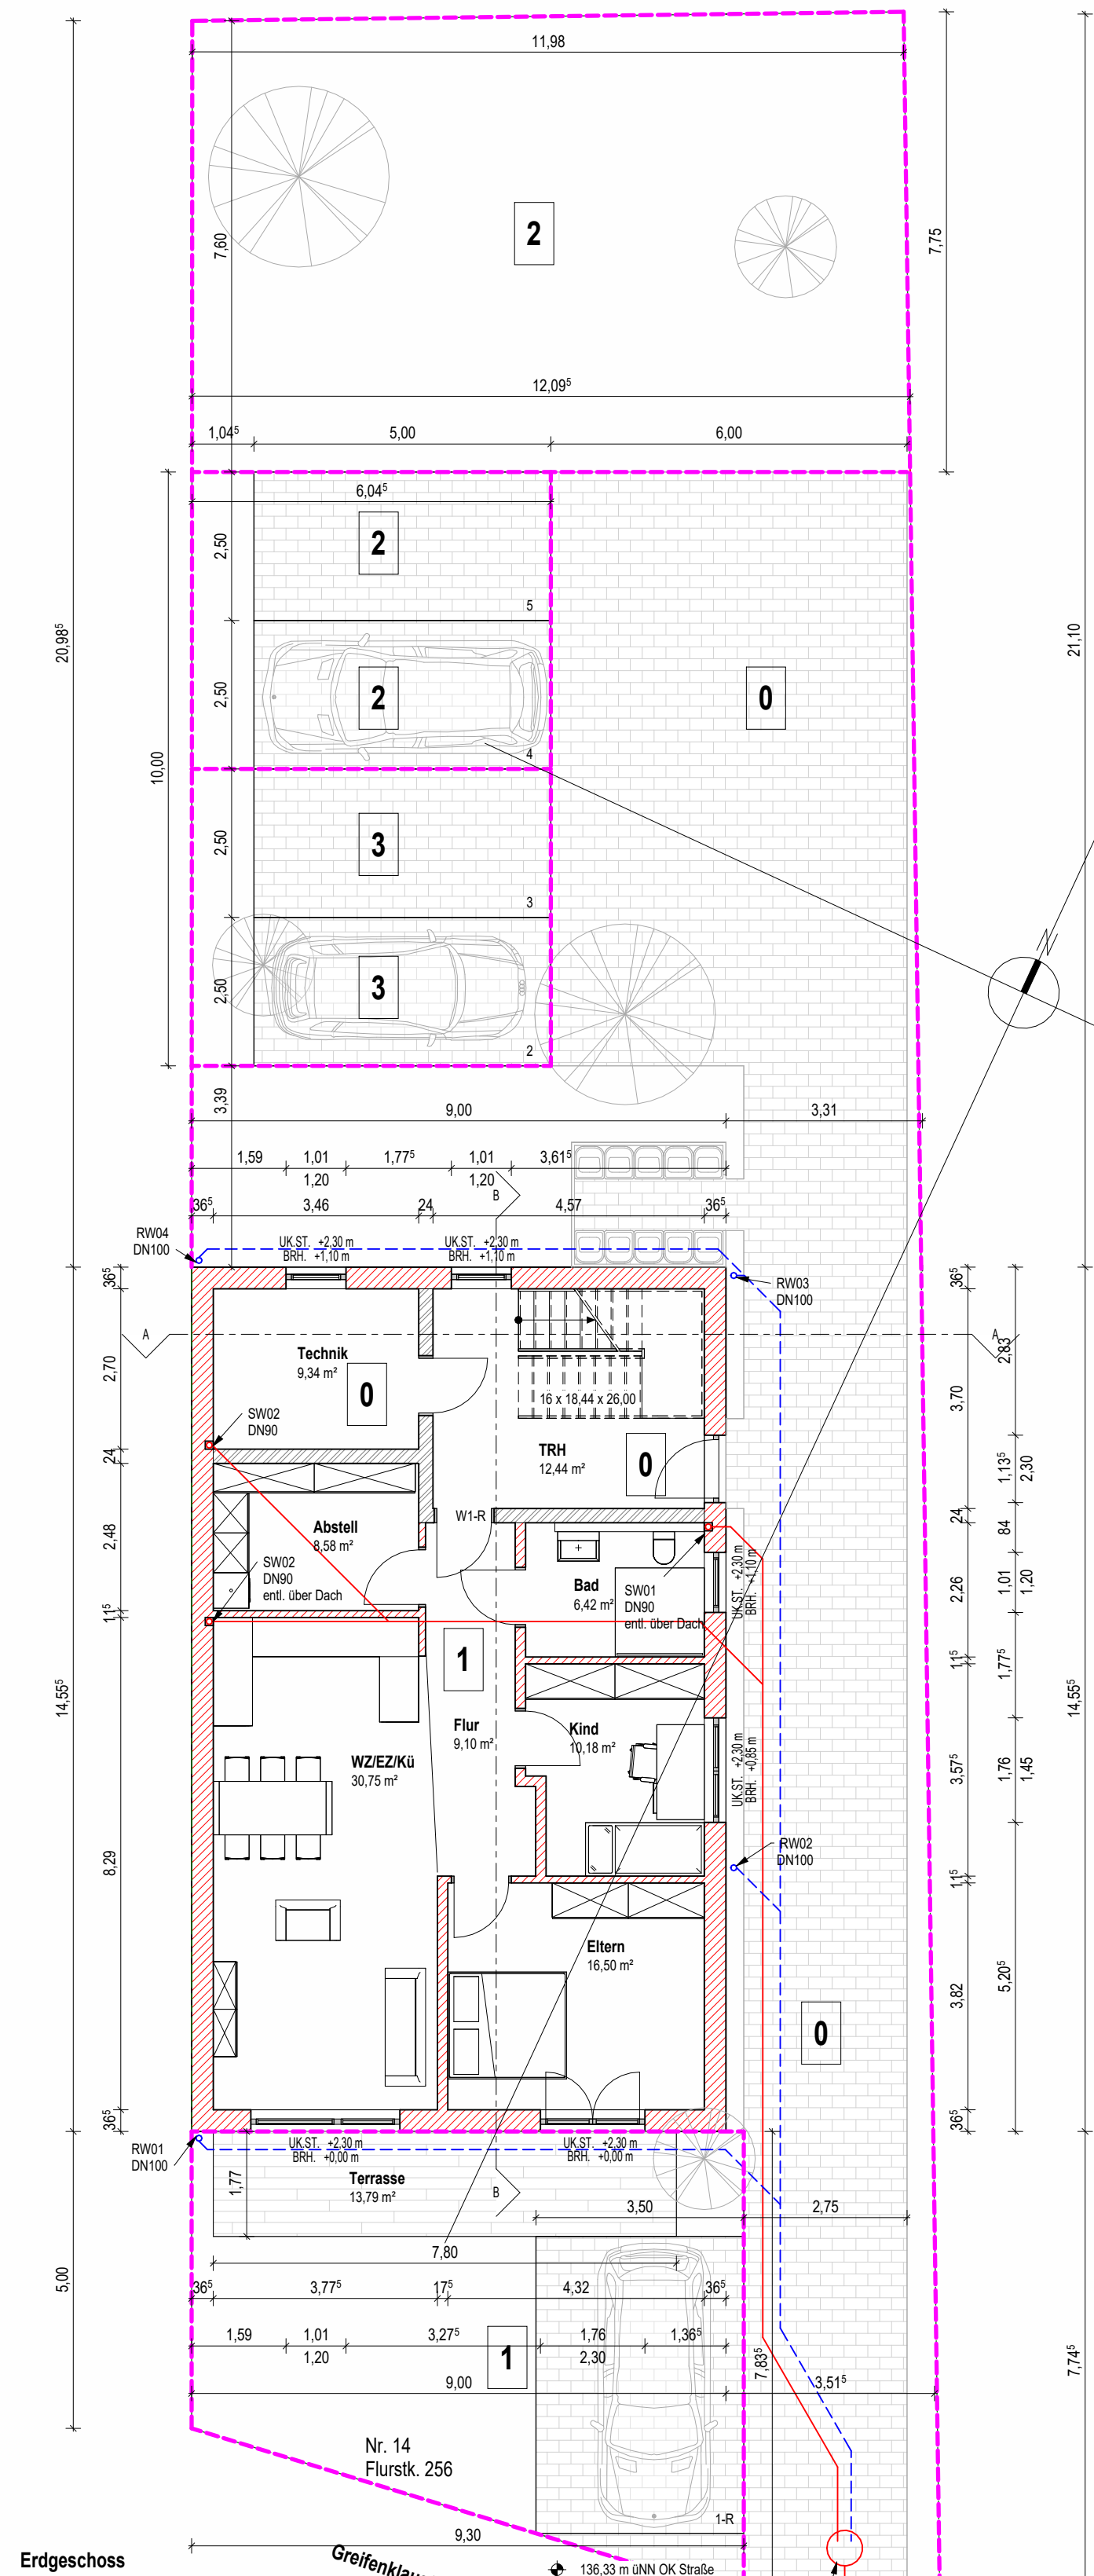 11,98
7,60
2
7,75
12,09⁵
1,04⁵ 5,00 6,00
6,04⁵
2,50
2
5
20,98⁵
21,10
2,50
2
0
4
10,00
2,50
3
3
2,50
3
2
3,39
9,00 3,31
1,59 1,01 1,77⁵ 1,01 3,61⁵
1,20 1,20
B
36⁵ 3,46 24 4,57 36⁵
RW04
DN100
UK.ST. +2,30 m
BRH. +1,10 m
UK.ST. +2,30 m
BRH. +1,10 m
RW03
DN100
36⁵
36⁵
A
A
2,83
2,70
Technik
9,34 m²
0
16 x 18,44 x 26,00
3,70
SW02
DN90
TRH
12,44 m²
0
24
1,13⁵
2,30
W1-R
24
84
Abstell
8,58 m²
2,48
SW02
DN90
entl. über Dach
Bad
6,42 m²
SW01
DN90
entl. über Dach
UK.ST. +2,30 m
BRH. +1,10 m
2,26
1,01
1,20
11⁵
11⁵
1,77⁵
1
Flur
9,10 m²
Kind
10,18 m²
14,55⁵
14,55⁵
WZ/EZ/Kü
30,75 m²
UK.ST. +2,30 m
BRH. +0,85 m
3,57⁵
1,76
1,45
8,29
RW02
DN100
11⁵
Eltern
16,50 m²
5,20⁵
3,82
0
36⁵
36⁵
RW01
DN100
UK.ST. +2,30 m
BRH. +0,00 m
UK.ST. +2,30 m
BRH. +0,00 m
Terrasse
13,79 m²
1,77
B
3,50 2,75
7,80
5,00
36⁵ 3,77⁵ 17⁵ 4,32 36⁵
1,59 1,01 3,27⁵ 1,76 1,36⁵
1,20 2,30
1
7,83⁵
7,74⁵
9,00 3,51⁵
Nr. 14
Flurstk. 256
1-R
9,30
Erdgeschoss
136,33 m üNN OK Straße